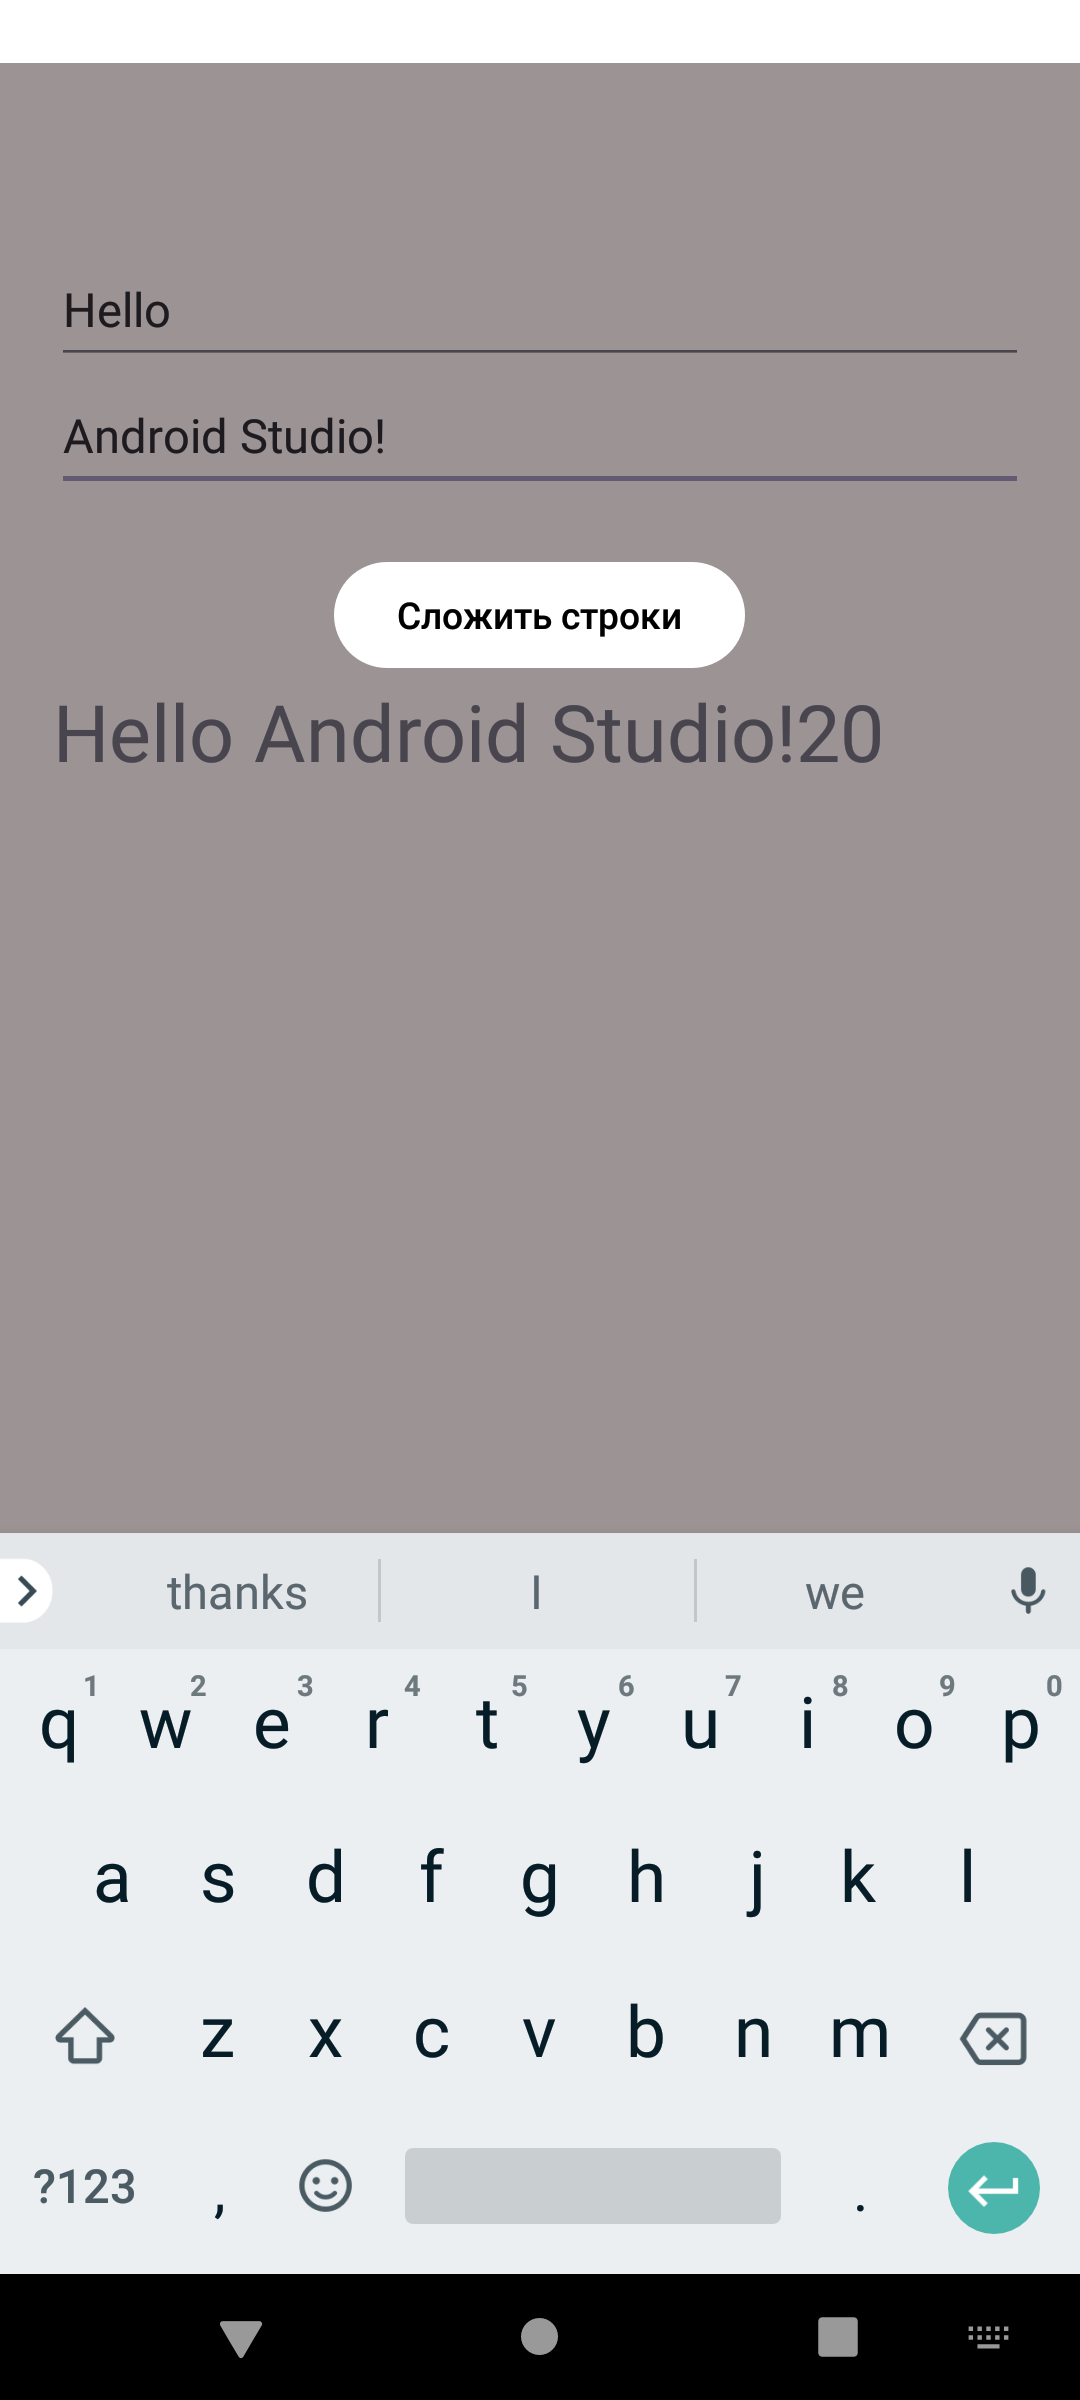 Hello
Android Studio!
Сложить строки
Hello Android Studio!20
thanks I we
1 2 3 4 5 6 7 8 9 0
q w e r t y u i o p
a s d f g h j k l
z x c v b n m
?123 , .